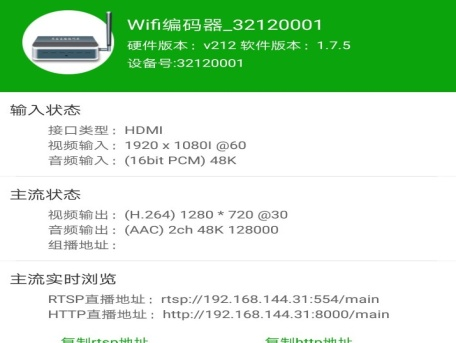 Wifi编码器_32120001
硬件版本：v212 软件版本：1.7.5
设备号:32120001
输入状态
接口类型：HDMI
视频输入：1920 x 1080I @60
音频输入：(16bit PCM) 48K
主流状态
视频输出：(H.264) 1280 * 720 @30
音频输出：(AAC) 2ch 48K 128000
组播地址：
主流实时浏览
RTSP直播地址：rtsp://192.168.144.31:554/main
HTTP直播地址：http://192.168.144.31:8000/main
复制rtsp地址 复制http地址